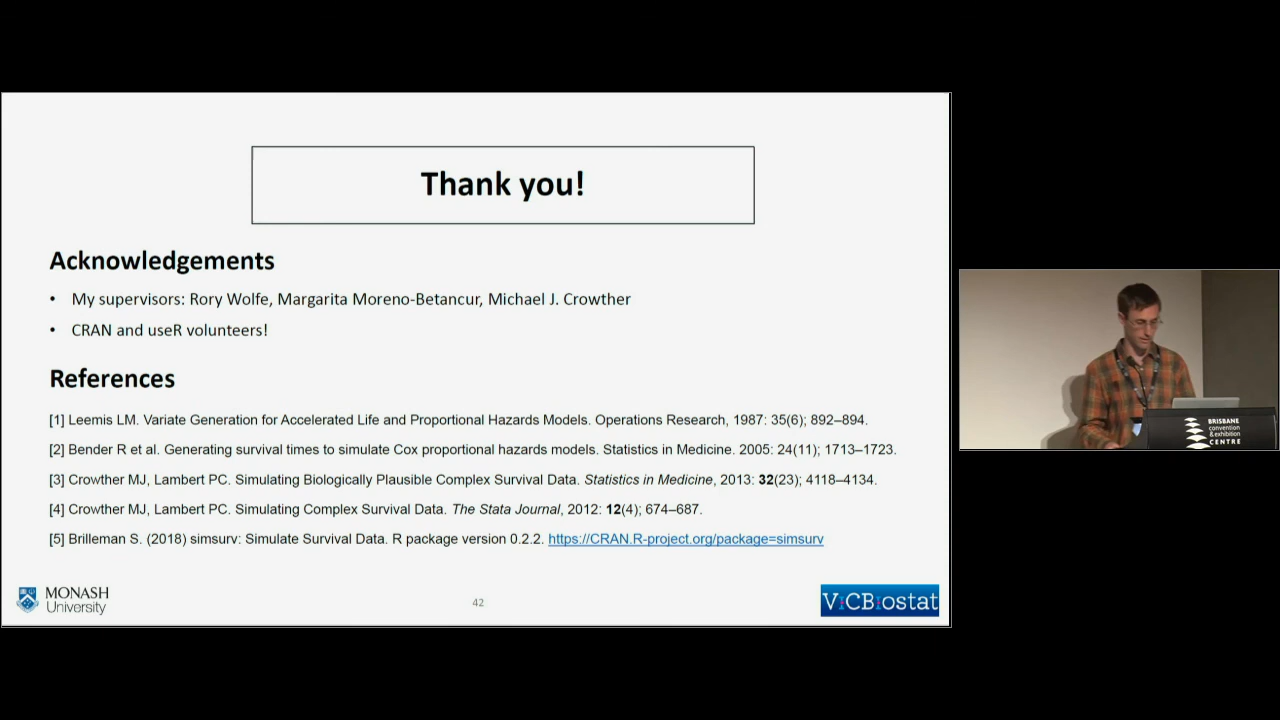 Thank you!
Acknowledgements
• My supervisors: Rory Wolfe, Margarita Moreno-Betancur, Michael J. Crowther
• CRAN and useR volunteers!
References
[1] Leemis LM. Variate Generation for Accelerated Life and Proportional Hazards Models. Operations Research, 1987: 35(6); 892–894.
[2] Bender R et al. Generating survival times to simulate Cox proportional hazards models. Statistics in Medicine. 2005: 24(11); 1713–1723.
[3] Crowther MJ, Lambert PC. Simulating Biologically Plausible Complex Survival Data. Statistics in Medicine, 2013: 32(23); 4118–4134.
[4] Crowther MJ, Lambert PC. Simulating Complex Survival Data. The Stata Journal, 2012: 12(4); 674–687.
[5] Brilleman S. (2018) simsurv: Simulate Survival Data. R package version 0.2.2. https://CRAN.R-project.org/package=simsurv
MONASH
University
42
ViCBiostat
BRISBANE
convention
& exhibition
CENTRE